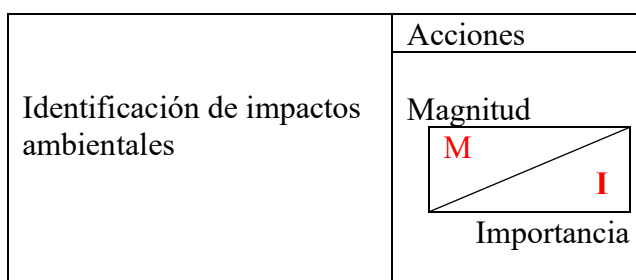 Acciones
Identificación de impactos
ambientales
Magnitud
M
I
Importancia